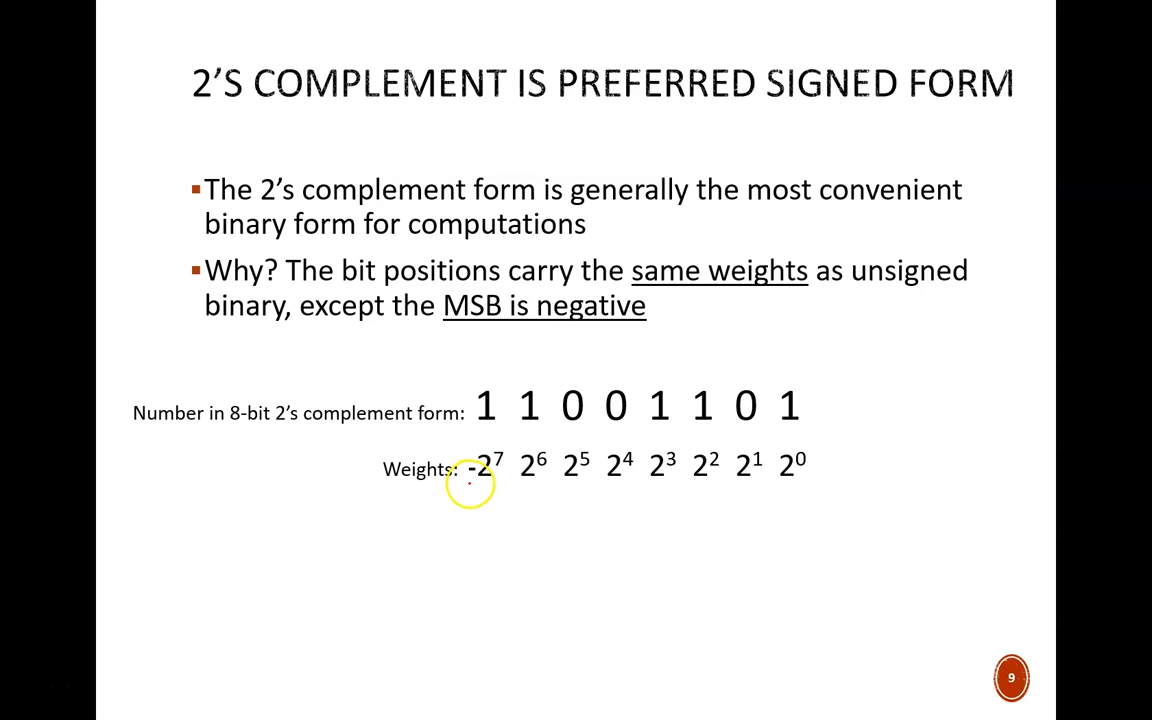 2’S COMPLEMENT IS PREFERRED SIGNED FORM
▪The 2’s complement form is generally the most convenient
binary form for computations
▪Why? The bit positions carry the same weights as unsigned
binary, except the MSB is negative
Number in 8-bit 2’s complement form: 1 1 0 0 1 1 0 1
Weights: -2⁷ 2⁶ 2⁵ 2⁴ 2³ 2² 2¹ 2⁰
9